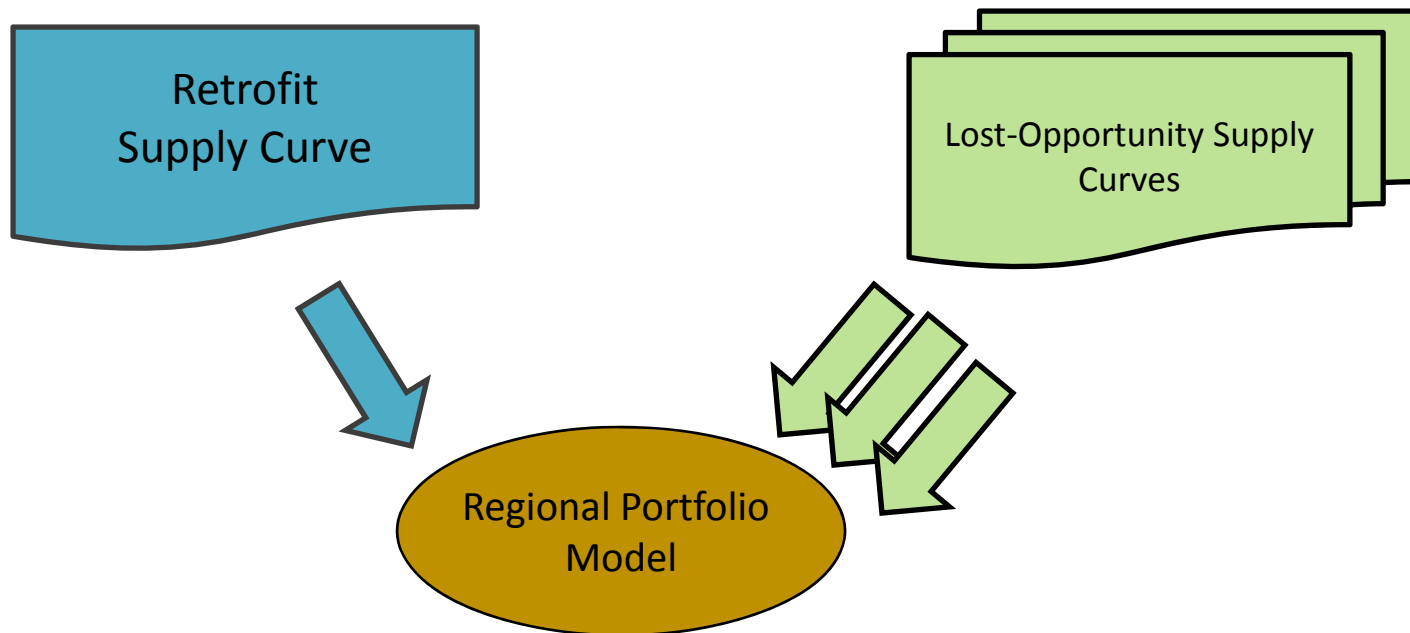 Retrofit
Supply Curve
Lost-Opportunity Supply
Curves
Regional Portfolio
Model